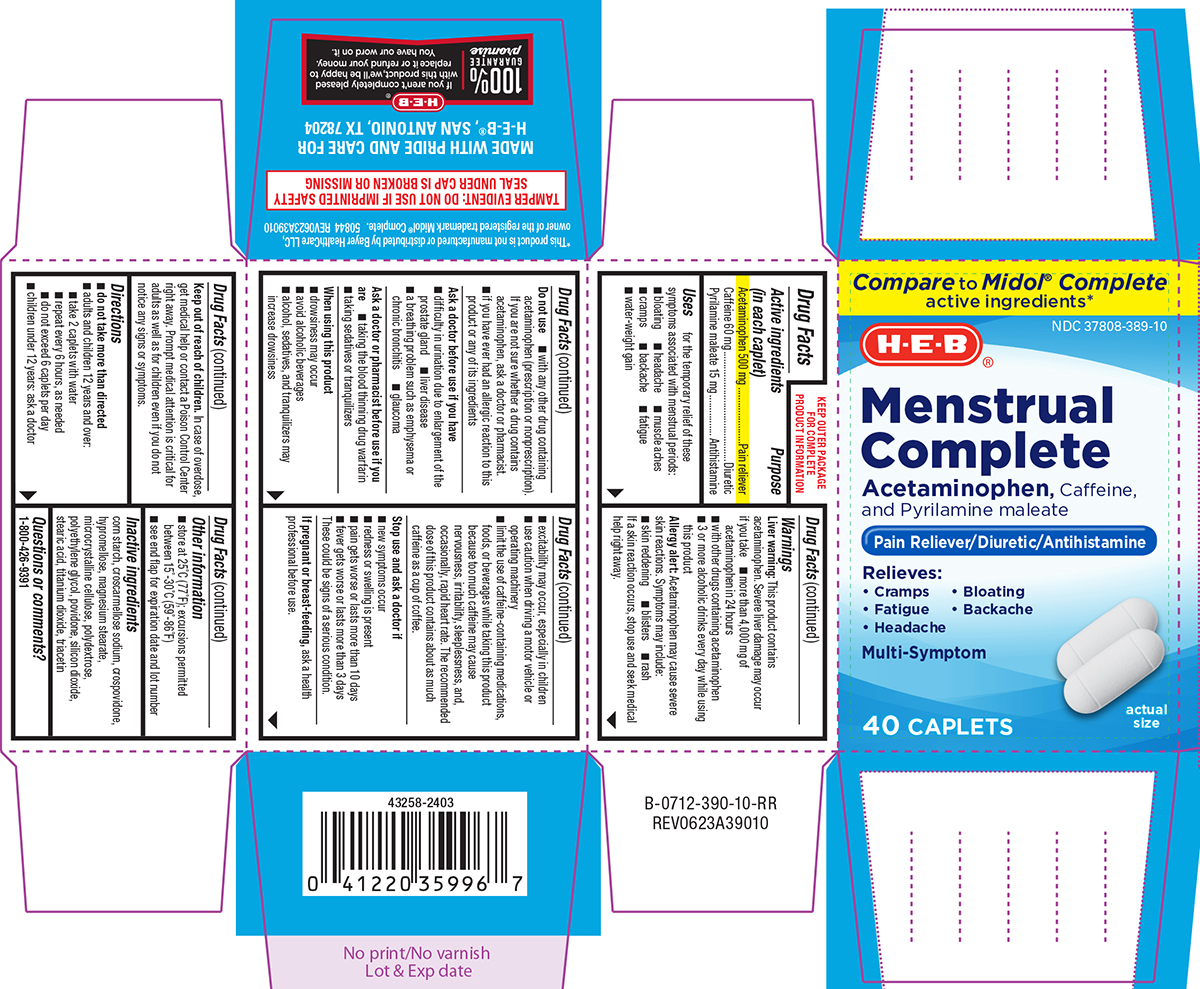 Compare to Midol® Complete
active ingredients*
NDC 37808-389-10
H-E-B®
Menstrual
Complete
Acetaminophen, Caffeine,
and Pyrilamine maleate
Pain Reliever/Diuretic/Antihistamine
Relieves:
• Cramps • Bloating
• Fatigue • Backache
• Headache
Multi-Symptom
actual
size
40 CAPLETS
KEEP OUTER PACKAGE
FOR COMPLETE
PRODUCT INFORMATION
Drug Facts
Active ingredients Purpose
(in each caplet)
Acetaminophen 500 mg ............ Pain reliever
Caffeine 60 mg ............ Diuretic
Pyrilamine maleate 15 mg ............ Antihistamine
Uses for the temporary relief of these
symptoms associated with menstrual periods:
■ bloating ■ headache ■ muscle aches
■ cramps ■ backache ■ fatigue
■ water-weight gain
Warnings
Liver warning: This product contains
acetaminophen. Severe liver damage may occur
if you take ■ more than 4,000 mg of
acetaminophen in 24 hours
■ with other drugs containing acetaminophen
■ 3 or more alcoholic drinks every day while using
this product
Allergy alert: Acetaminophen may cause severe
skin reactions. Symptoms may include:
■ skin reddening ■ blisters ■ rash
If a skin reaction occurs, stop use and seek medical
help right away.
Drug Facts (continued)
Do not use ■ with any other drug containing
acetaminophen (prescription or nonprescription).
If you are not sure whether a drug contains
acetaminophen, ask a doctor or pharmacist.
■ if you have ever had an allergic reaction to this
product or any of its ingredients
Ask a doctor before use if you have
■ difficulty in urination due to enlargement of the
prostate gland ■ liver disease
■ a breathing problem such as emphysema or
chronic bronchitis ■ glaucoma
Ask a doctor or pharmacist before use if you
are ■ taking the blood thinning drug warfarin
■ taking sedatives or tranquilizers
When using this product
■ drowsiness may occur
■ avoid alcoholic beverages
■ alcohol, sedatives, and tranquilizers may
increase drowsiness
■ excitability may occur, especially in children
■ use caution when driving a motor vehicle or
operating machinery
■ limit the use of caffeine-containing medications,
foods, or beverages while taking this product
because too much caffeine may cause
nervousness, irritability, sleeplessness, and,
occasionally, rapid heart rate. The recommended
dose of this product contains about as much
caffeine as a cup of coffee.
Stop use and ask a doctor if
■ new symptoms occur
■ redness or swelling is present
■ pain gets worse or lasts more than 10 days
■ fever gets worse or lasts more than 3 days
These could be signs of a serious condition.
If pregnant or breast-feeding, ask a health
professional before use.
Drug Facts (continued)
Keep out of reach of children. In case of overdose,
get medical help or contact a Poison Control Center
right away. Prompt medical attention is critical for
adults as well as for children even if you do not
notice any signs or symptoms.
Directions
■ do not take more than directed
■ adults and children 12 years and over:
■ take 2 caplets with water
■ repeat every 6 hours, as needed
■ do not exceed 6 caplets per day
■ children under 12 years: ask a doctor
Drug Facts (continued)
Other information
■ store at 25°C (77°F); excursions permitted
between 15°-30°C (59°-86°F)
■ see end flap for expiration date and lot number
Inactive ingredients
corn starch, croscarmellose sodium, crospovidone,
hypromellose, magnesium stearate,
microcrystalline cellulose, polydextrose,
polyethylene glycol, povidone, silicon dioxide,
stearic acid, titanium dioxide, triacetin
Questions or comments?
1-800-426-9391
*This product is not manufactured or distributed by Bayer HealthCare LLC,
owner of the registered trademark Midol® Complete. 50844 REV0623A39010
TAMPER EVIDENT: DO NOT USE IF IMPRINTED SAFETY
SEAL UNDER CAP IS BROKEN OR MISSING
MADE WITH PRIDE AND CARE FOR
H-E-B®, SAN ANTONIO, TX 78204
H-E-B®
100%
GUARANTEE
promise
If you aren't completely pleased
with this product, we'll be happy to
replace it or refund your money.
You have our word on it.
43258-2403
0 41220 35996 7
No print/No varnish
Lot & Exp date
B-0712-390-10-RR
REV0623A39010